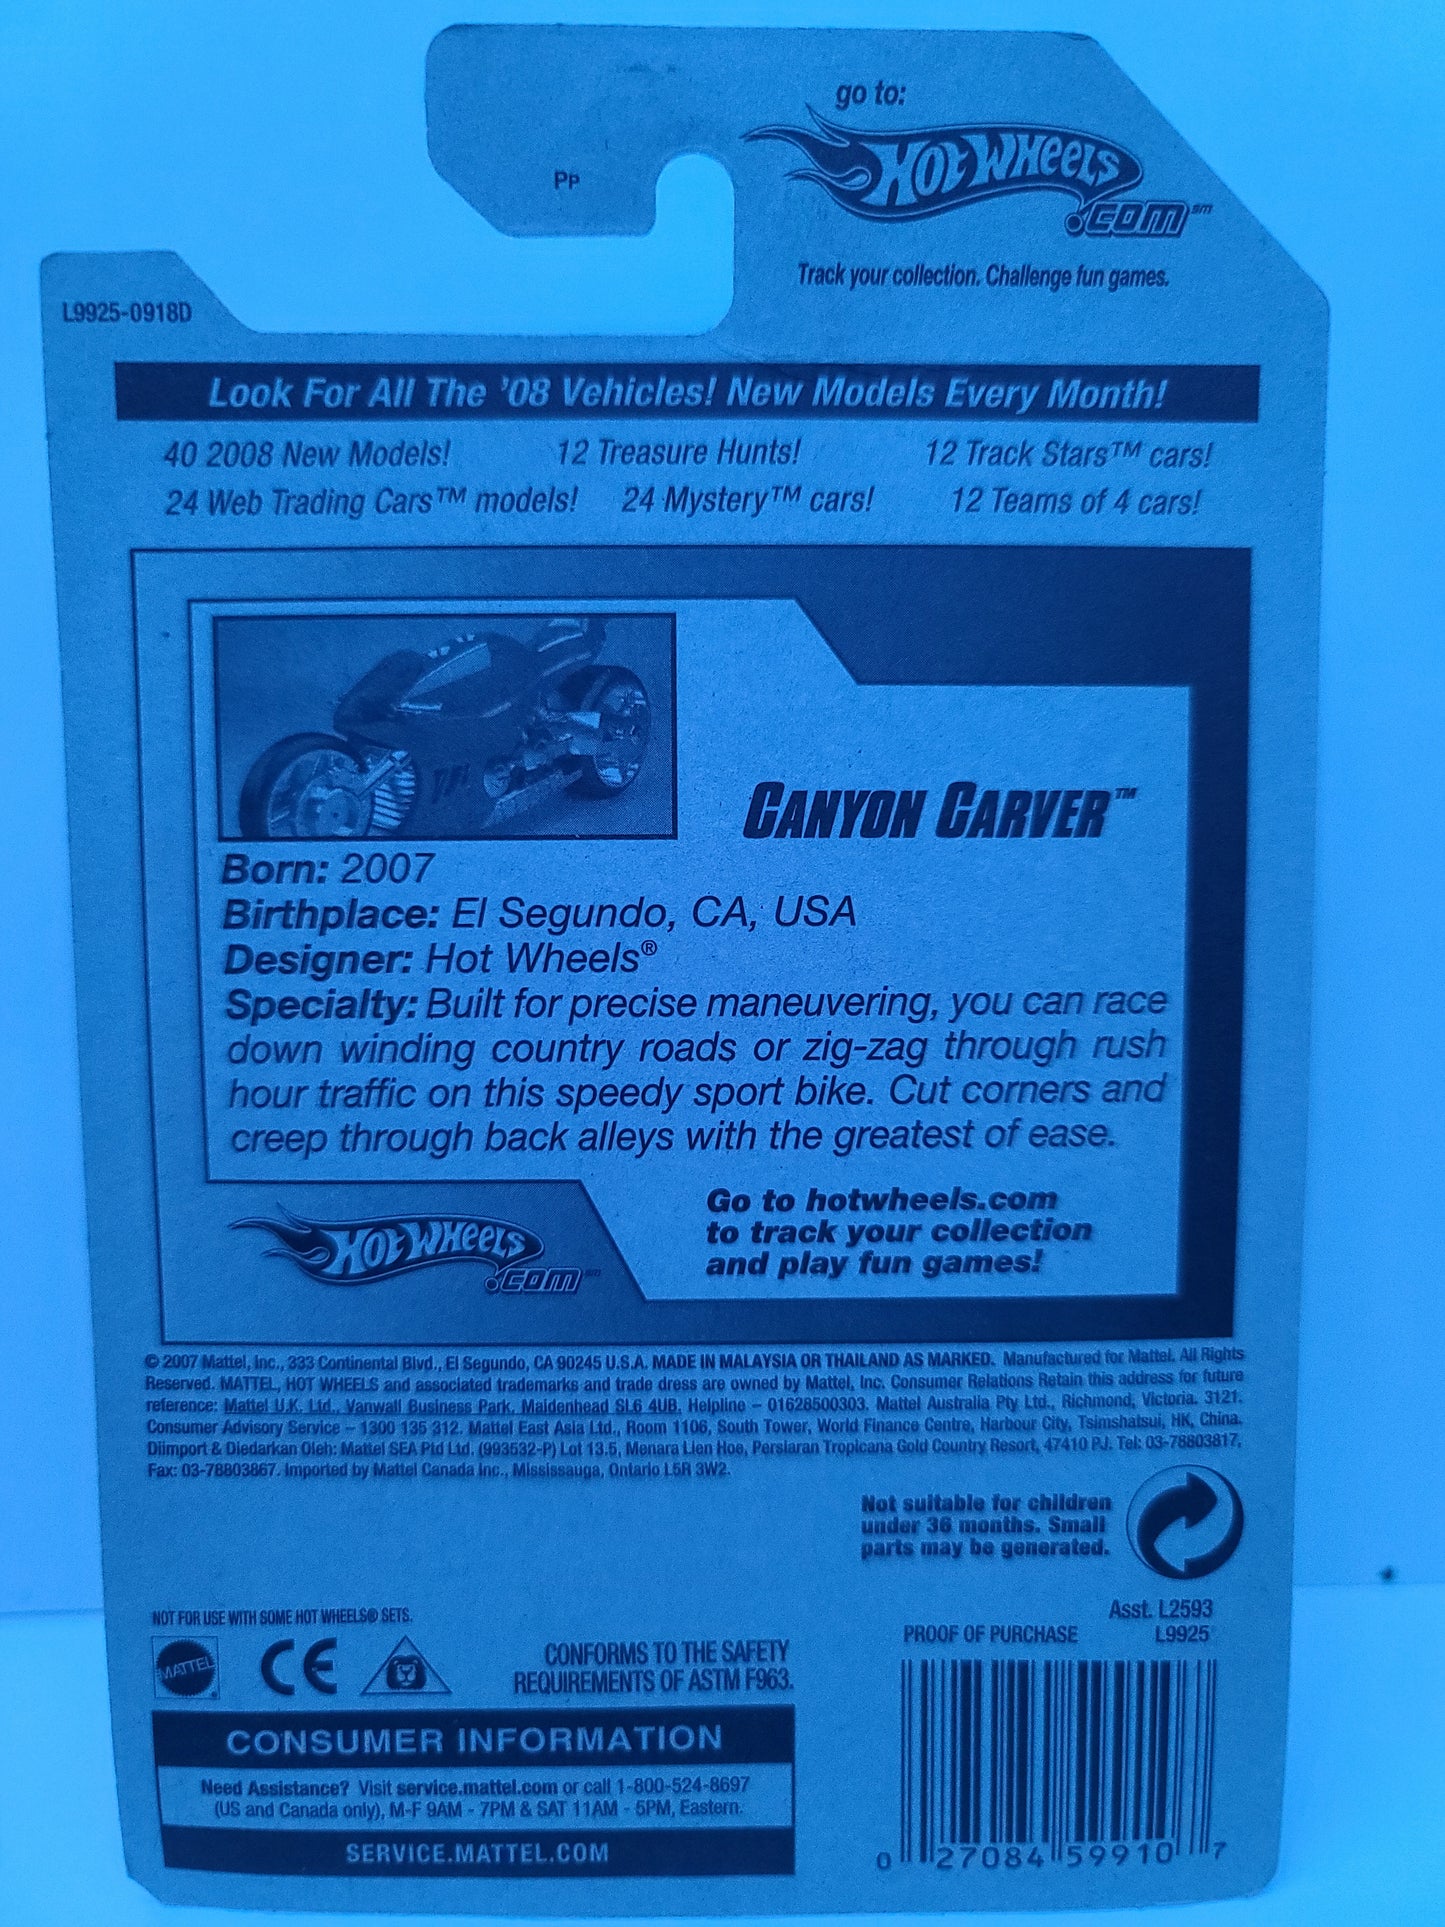 go to:
HOT WHEELS
.COM℠
Pp
Track your collection. Challenge fun games.
L9925-0918D
Look For All The '08 Vehicles! New Models Every Month!
40 2008 New Models! 12 Treasure Hunts! 12 Track Stars™ cars!
24 Web Trading Cars™ models! 24 Mystery™ cars! 12 Teams of 4 cars!
CANYON CARVER™
Born: 2007
Birthplace: El Segundo, CA, USA
Designer: Hot Wheels®
Specialty: Built for precise maneuvering, you can race
down winding country roads or zig-zag through rush
hour traffic on this speedy sport bike. Cut corners and
creep through back alleys with the greatest of ease.
HOT WHEELS
.COM℠
Go to hotwheels.com
to track your collection
and play fun games!
© 2007 Mattel, Inc., 333 Continental Blvd., El Segundo, CA 90245 U.S.A. MADE IN MALAYSIA OR THAILAND AS MARKED. Manufactured for Mattel. All Rights
Reserved. MATTEL, HOT WHEELS and associated trademarks and trade dress are owned by Mattel, Inc. Consumer Relations Retain this address for future
reference: Mattel U.K. Ltd., Vanwall Business Park, Maidenhead SL6 4UB. Helpline – 01628500303. Mattel Australia Pty Ltd., Richmond, Victoria. 3121.
Consumer Advisory Service – 1300 135 312. Mattel East Asia Ltd., Room 1106, South Tower, World Finance Centre, Harbour City, Tsimshatsui, HK, China.
Diimport & Diedarkan Oleh: Mattel SEA Ptd Ltd. (993532-P) Lot 13.5, Menara Lien Hoe, Persiaran Tropicana Gold Country Resort, 47410 PJ. Tel: 03-78803817,
Fax: 03-78803867. Imported by Mattel Canada Inc., Mississauga, Ontario L5R 3W2.
Not suitable for children
under 36 months. Small
parts may be generated.
NOT FOR USE WITH SOME HOT WHEELS® SETS.
Asst. L2593
PROOF OF PURCHASE L9925
MATTEL®
CE
CONFORMS TO THE SAFETY
REQUIREMENTS OF ASTM F963.
CONSUMER INFORMATION
Need Assistance? Visit service.mattel.com or call 1-800-524-8697
(US and Canada only), M-F 9AM - 7PM & SAT 11AM - 5PM, Eastern.
SERVICE.MATTEL.COM
0 27084 59910 7